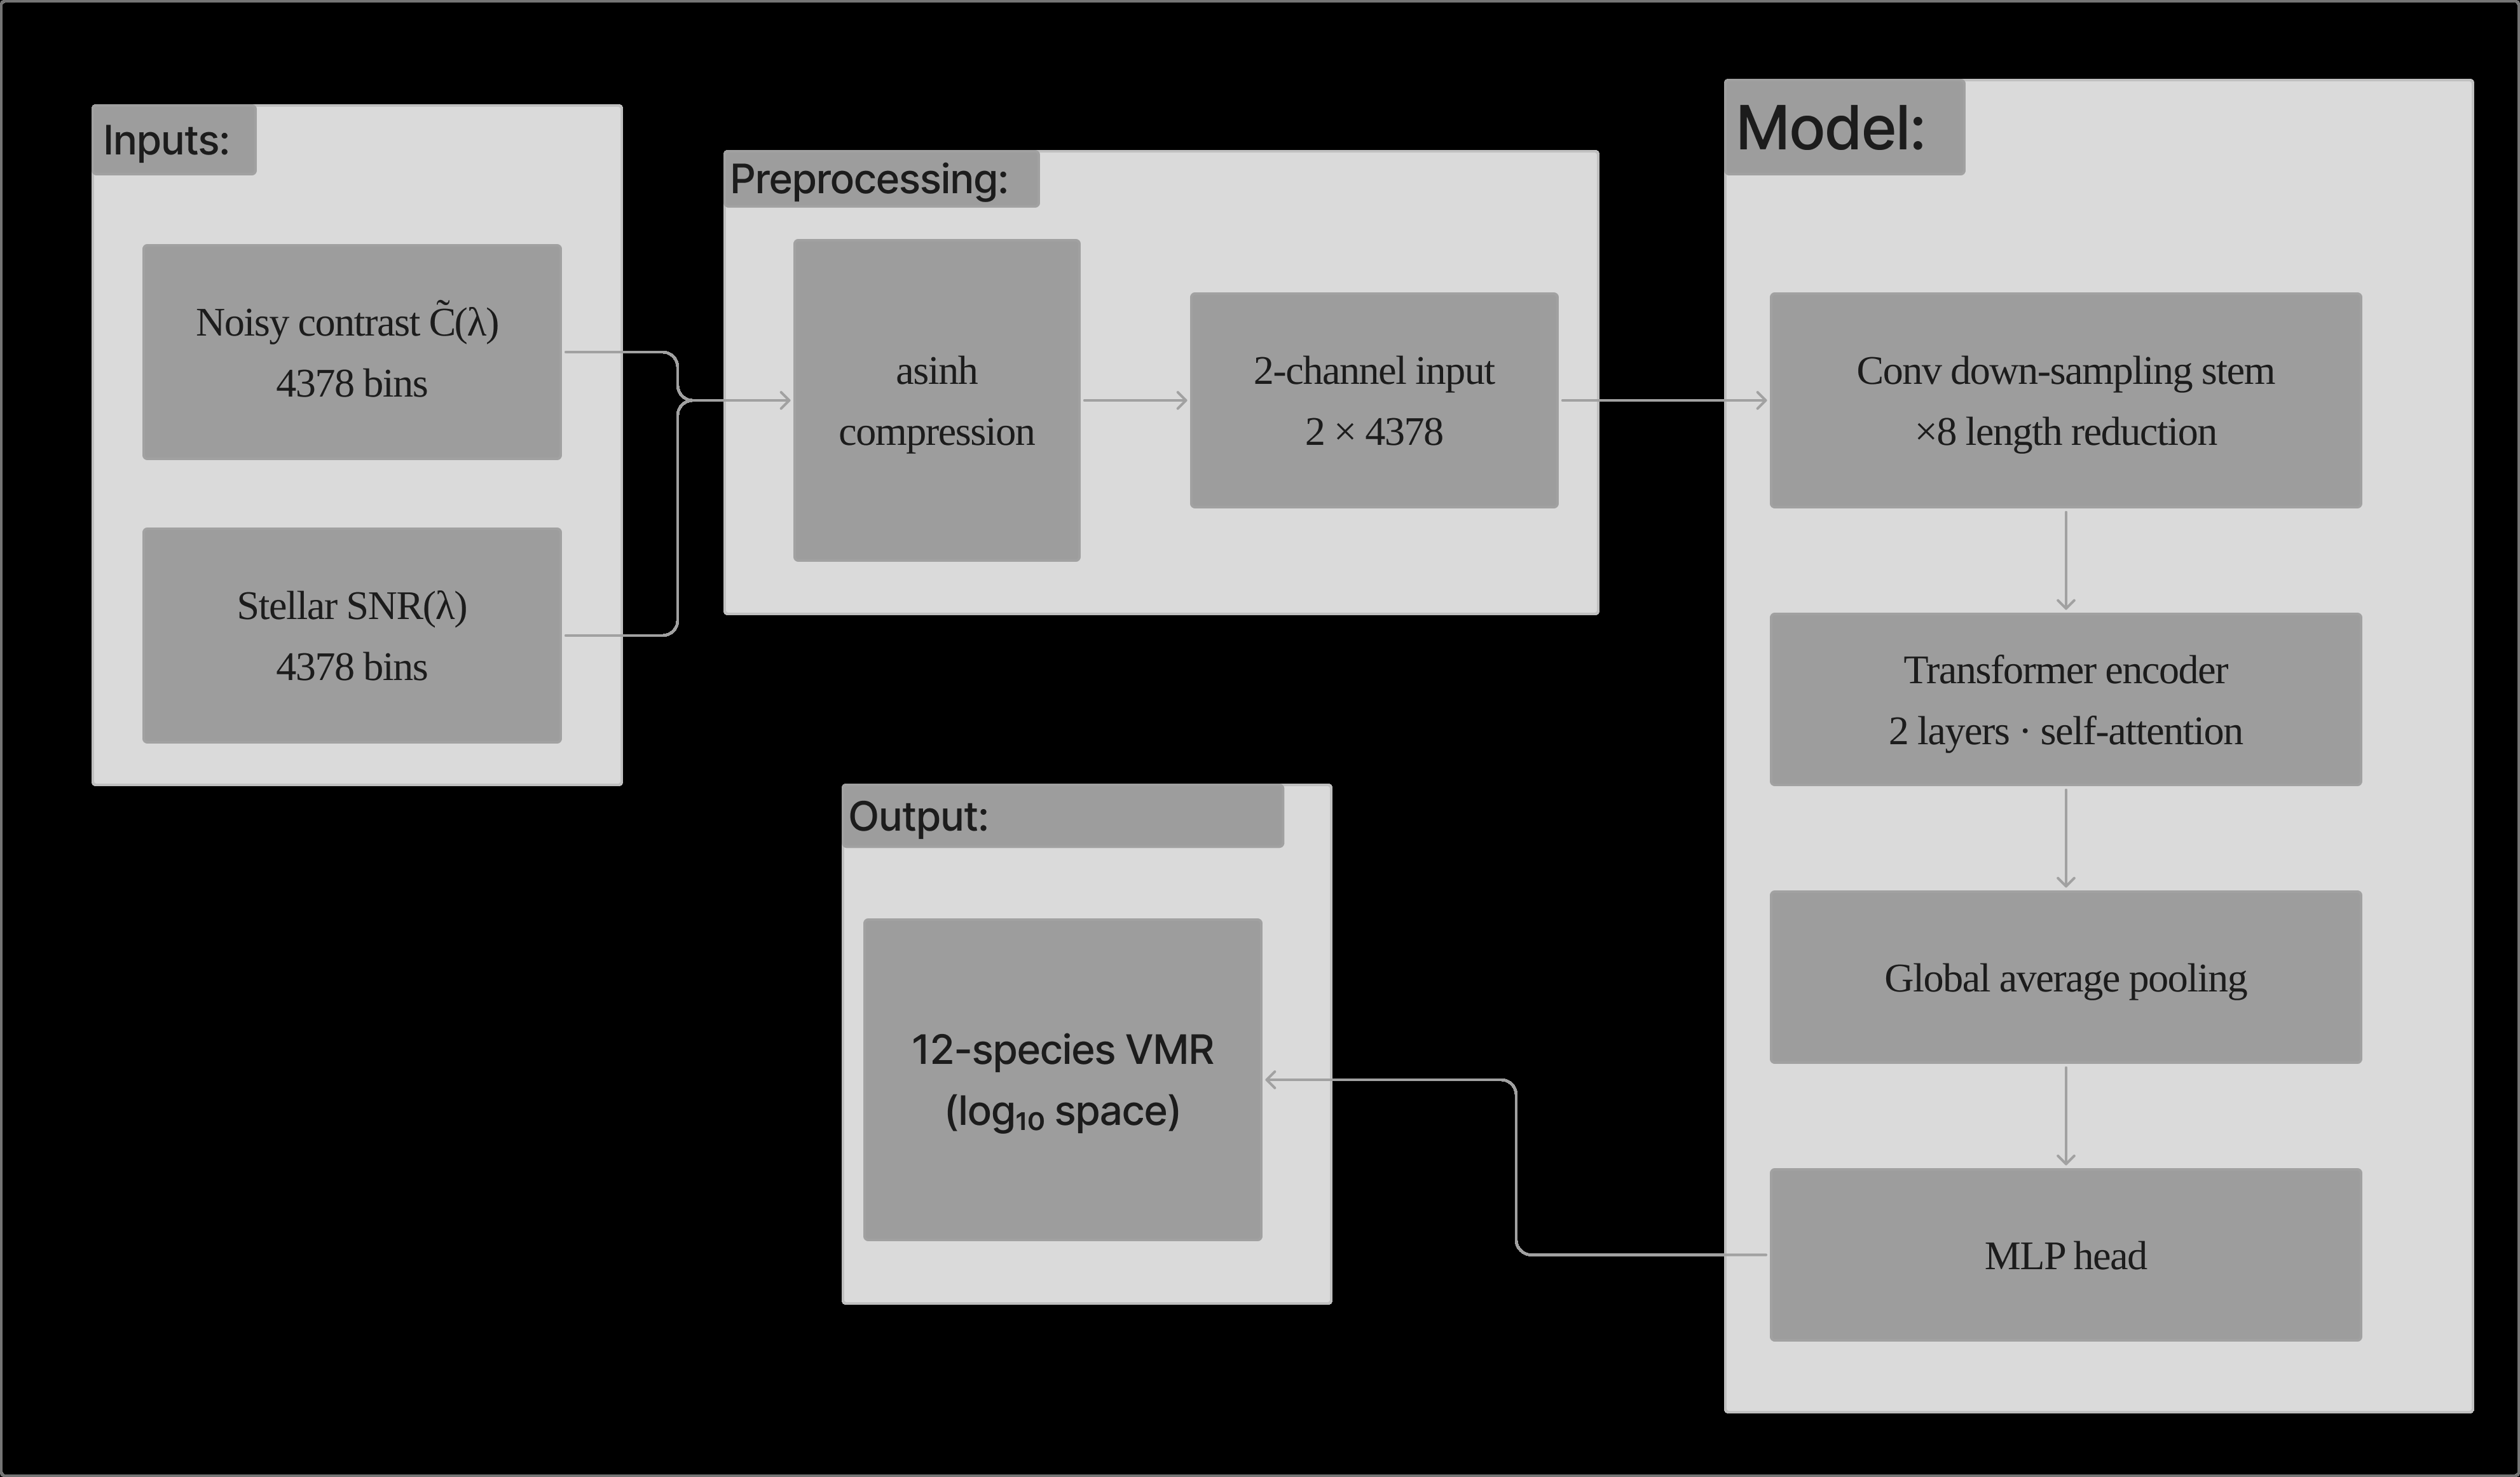 Inputs:
Noisy contrast C̃(λ)
4378 bins
Stellar SNR(λ)
4378 bins
Preprocessing:
asinh
compression
2-channel input
2 × 4378
Model:
Conv down-sampling stem
×8 length reduction
Transformer encoder
2 layers · self-attention
Global average pooling
MLP head
Output:
12-species VMR
(log₁₀ space)